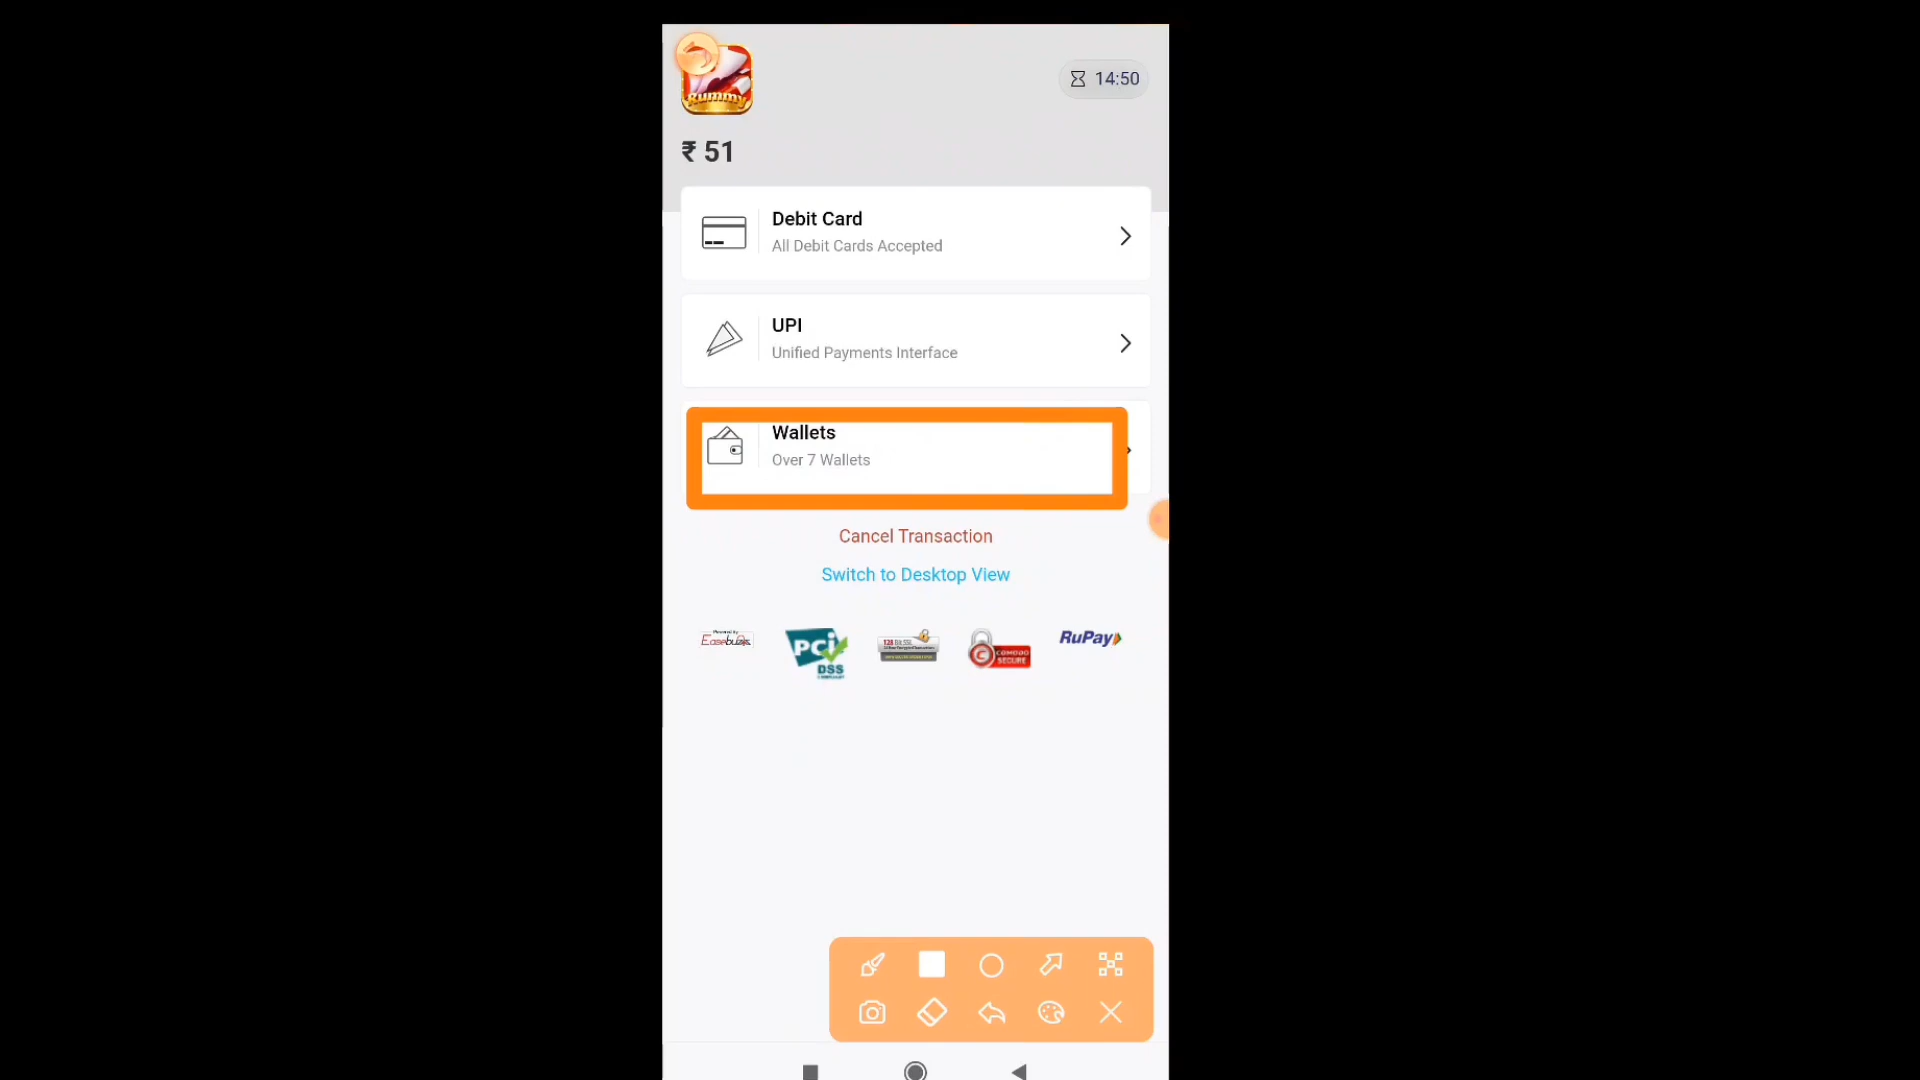 Rummy
14:50
₹ 51
Debit Card
All Debit Cards Accepted
UPI
Unified Payments Interface
Wallets
Over 7 Wallets
Cancel Transaction
Switch to Desktop View
Powered by
Easebuzz
PCi
DSS
128 Bit SSL
COMODO
SECURE
RuPay